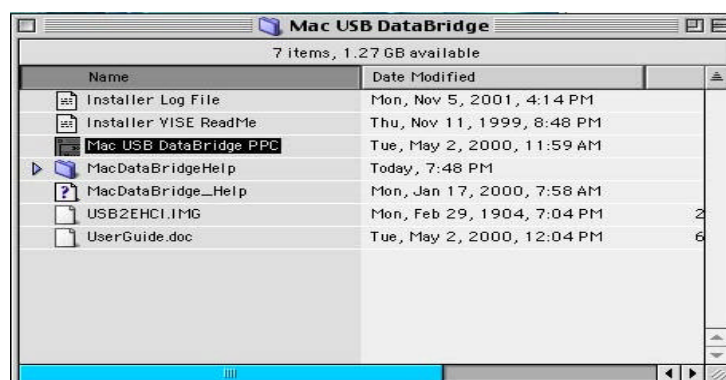 Mac USB DataBridge
7 items, 1.27 GB available
Name Date Modified
Installer Log File Mon, Nov 5, 2001, 4:14 PM
Installer VISE ReadMe Thu, Nov 11, 1999, 8:48 PM
Mac USB DataBridge PPC Tue, May 2, 2000, 11:59 AM
MacDataBridgeHelp Today, 7:48 PM
MacDataBridge_Help Mon, Jan 17, 2000, 7:58 AM
USB2EHCI.IMG Mon, Feb 29, 1904, 7:04 PM 2
UserGuide.doc Tue, May 2, 2000, 12:04 PM 6